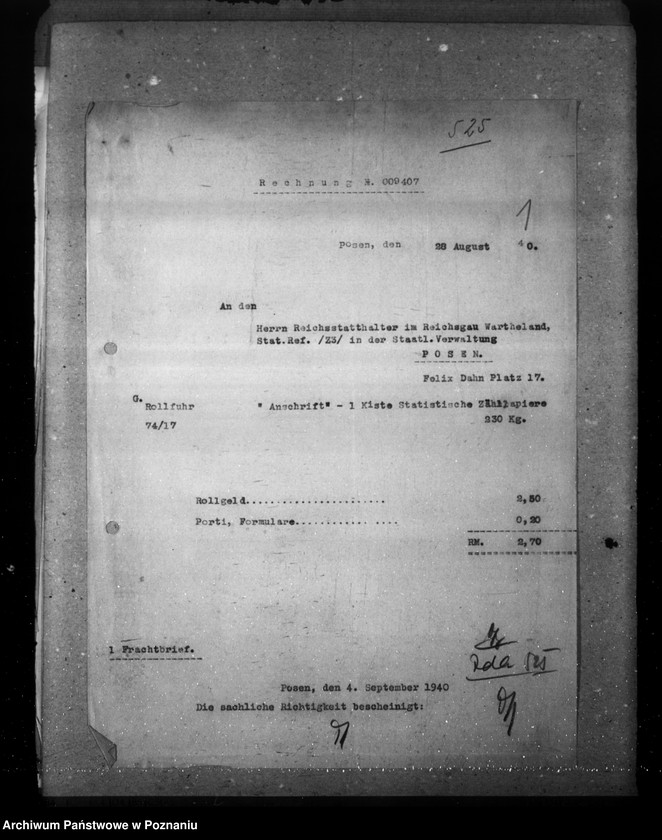 525
Rechnung R. 009407
1
Posen, den 28 August 40.
An den
Herrn Reichsstatthalter im Reichsgau Wartheland,
Stat.Ref. /Z3/ in der Staatl.Verwaltung
POSEN.
Felix Dahn Platz 17.
G.
Rollfuhr " Anschrift" - 1 Kiste Statistische Zählpapiere
74/17 230 Kg.
Rollgeld....................... 2,50
Porti, Formulare............ .... 0,20
RM. 2,70
1 Frachtbrief.
525
Posen, den 4. September 1940
Die sachliche Richtigkeit bescheinigt:
Archiwum Państwowe w Poznaniu